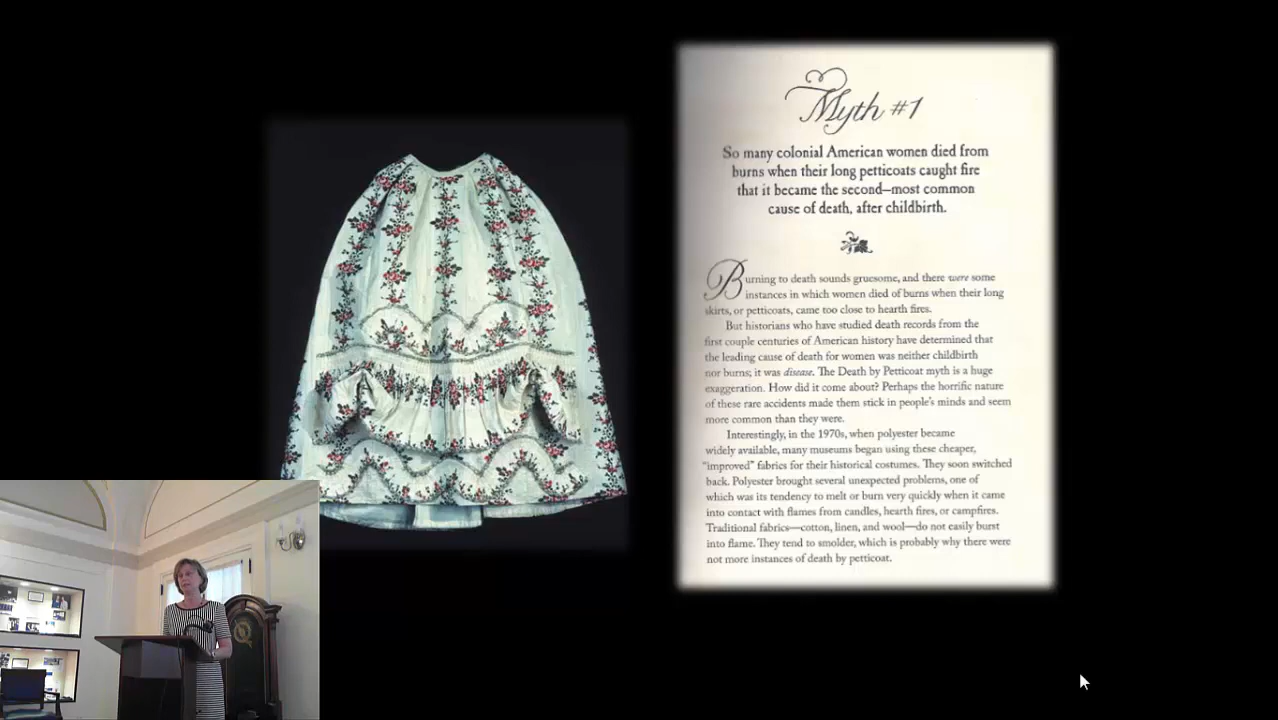 Myth #1
So many colonial American women died from
burns when their long petticoats caught fire
that it became the second–most common
cause of death, after childbirth.
Burning to death sounds gruesome, and there were some
instances in which women died of burns when their long
skirts, or petticoats, came too close to hearth fires.
But historians who have studied death records from the
first couple centuries of American history have determined that
the leading cause of death for women was neither childbirth
nor burns; it was disease. The Death by Petticoat myth is a huge
exaggeration. How did it come about? Perhaps the horrific nature
of these rare accidents made them stick in people's minds and seem
more common than they were.
Interestingly, in the 1970s, when polyester became
widely available, many museums began using these cheaper,
"improved" fabrics for their historical costumes. They soon switched
back. Polyester brought several unexpected problems, one of
which was its tendency to melt or burn very quickly when it came
into contact with flames from candles, hearth fires, or campfires.
Traditional fabrics—cotton, linen, and wool—do not easily burst
into flame. They tend to smolder, which is probably why there were
not more instances of death by petticoat.